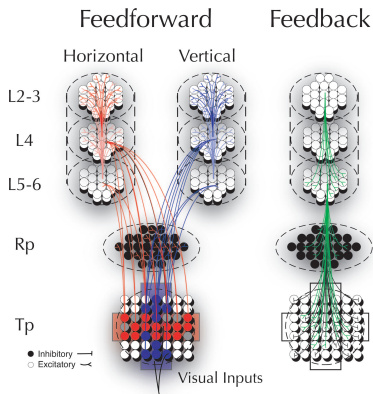 Feedforward Feedback
Horizontal Vertical
L2-3
L4
L5-6
Rp
Tp
Inhibitory
Excitatory
Visual Inputs